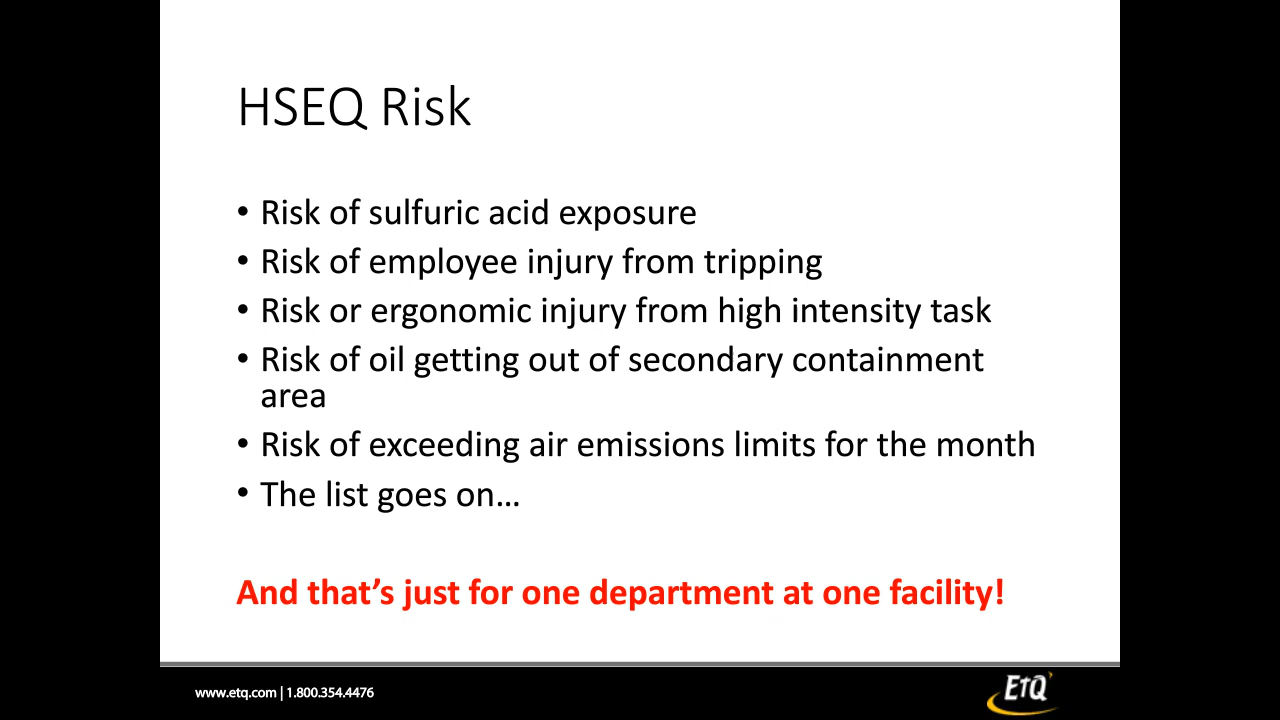 HSEQ Risk
• Risk of sulfuric acid exposure
• Risk of employee injury from tripping
• Risk or ergonomic injury from high intensity task
• Risk of oil getting out of secondary containment
area
• Risk of exceeding air emissions limits for the month
• The list goes on...
And that’s just for one department at one facility!
www.etq.com | 1.800.354.4476
ETQ